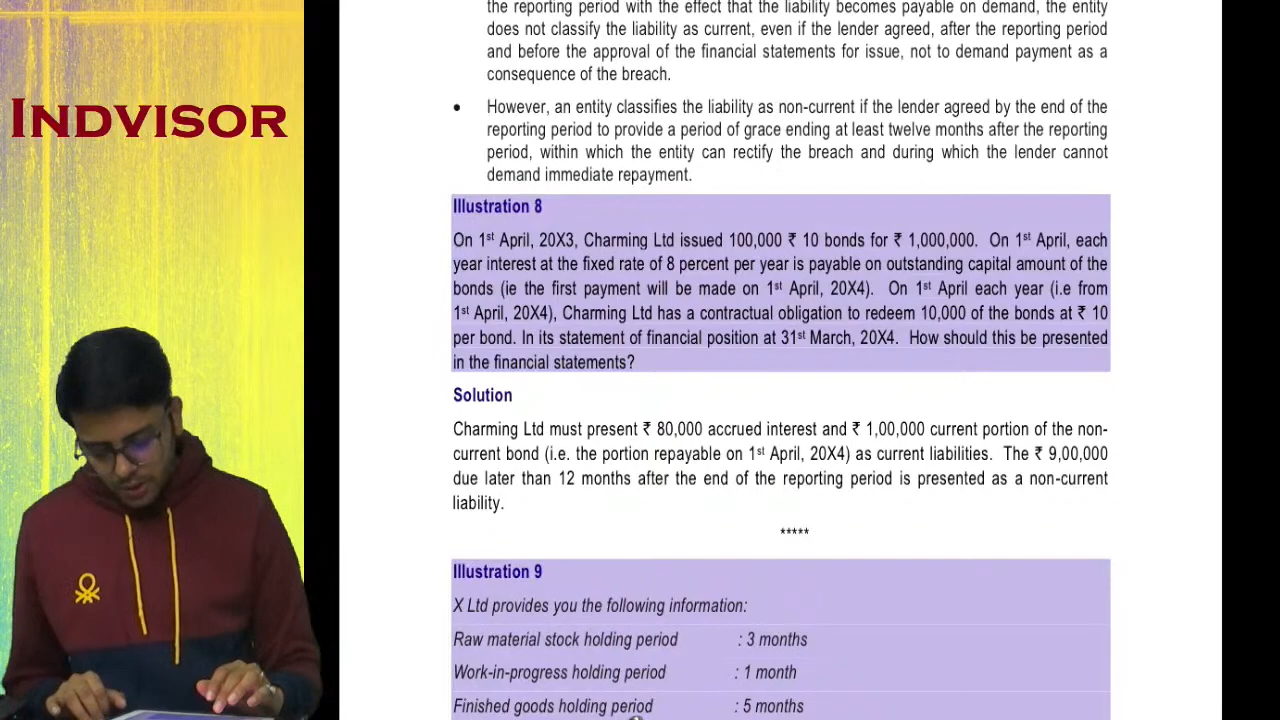 the reporting period with the effect that the liability becomes payable on demand, the entity
does not classify the liability as current, even if the lender agreed, after the reporting period
and before the approval of the financial statements for issue, not to demand payment as a
consequence of the breach.
• However, an entity classifies the liability as non-current if the lender agreed by the end of the
reporting period to provide a period of grace ending at least twelve months after the reporting
period, within which the entity can rectify the breach and during which the lender cannot
demand immediate repayment.
INDVISOR
Illustration 8
On 1st April, 20X3, Charming Ltd issued 100,000 ₹ 10 bonds for ₹ 1,000,000. On 1st April, each
year interest at the fixed rate of 8 percent per year is payable on outstanding capital amount of the
bonds (ie the first payment will be made on 1st April, 20X4). On 1st April each year (i.e from
1st April, 20X4), Charming Ltd has a contractual obligation to redeem 10,000 of the bonds at ₹ 10
per bond. In its statement of financial position at 31st March, 20X4. How should this be presented
in the financial statements?
Solution
Charming Ltd must present ₹ 80,000 accrued interest and ₹ 1,00,000 current portion of the non-
current bond (i.e. the portion repayable on 1st April, 20X4) as current liabilities. The ₹ 9,00,000
due later than 12 months after the end of the reporting period is presented as a non-current
liability.
*****
Illustration 9
X Ltd provides you the following information:
Raw material stock holding period : 3 months
Work-in-progress holding period : 1 month
Finished goods holding period : 5 months